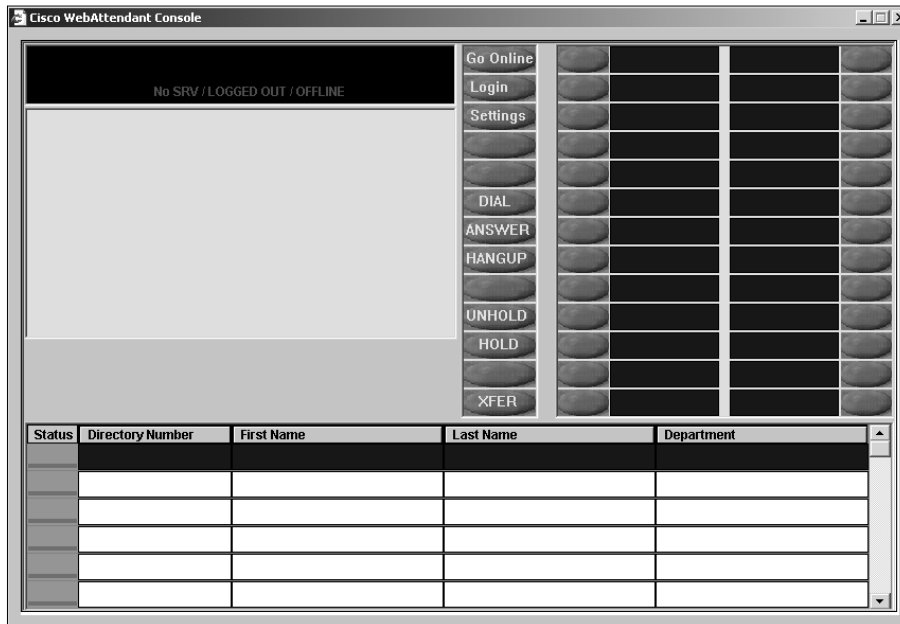 Cisco WebAttendant Console
No SRV / LOGGED OUT / OFFLINE
Go Online
Login
Settings
DIAL
ANSWER
HANGUP
UNHOLD
HOLD
XFER
Status Directory Number First Name Last Name Department